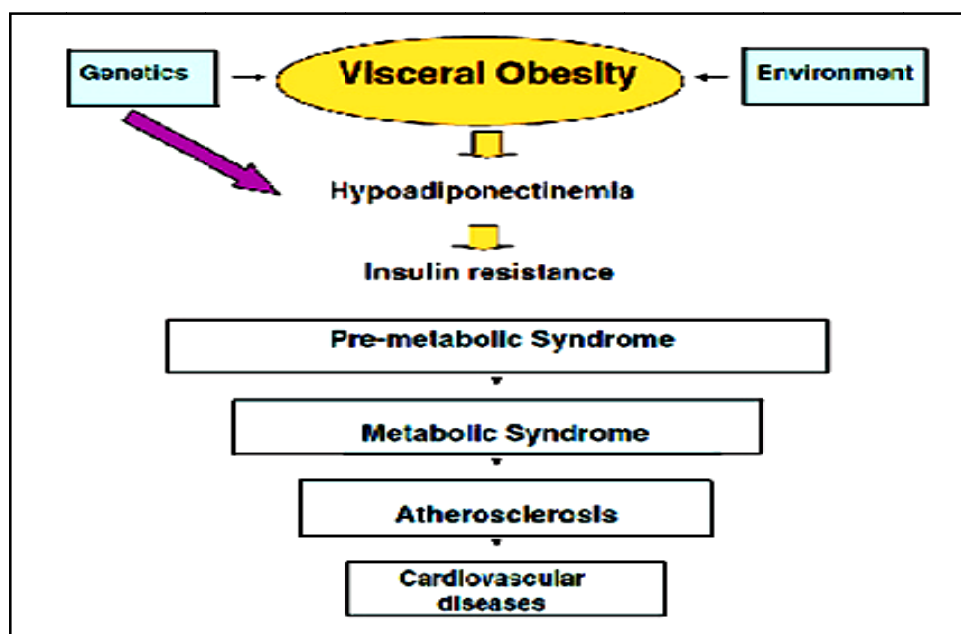 Genetics
Visceral Obesity
Environment
Hypoadiponectinemia
Insulin resistance
Pre-metabolic Syndrome
Metabolic Syndrome
Atherosclerosis
Cardiovascular
diseases